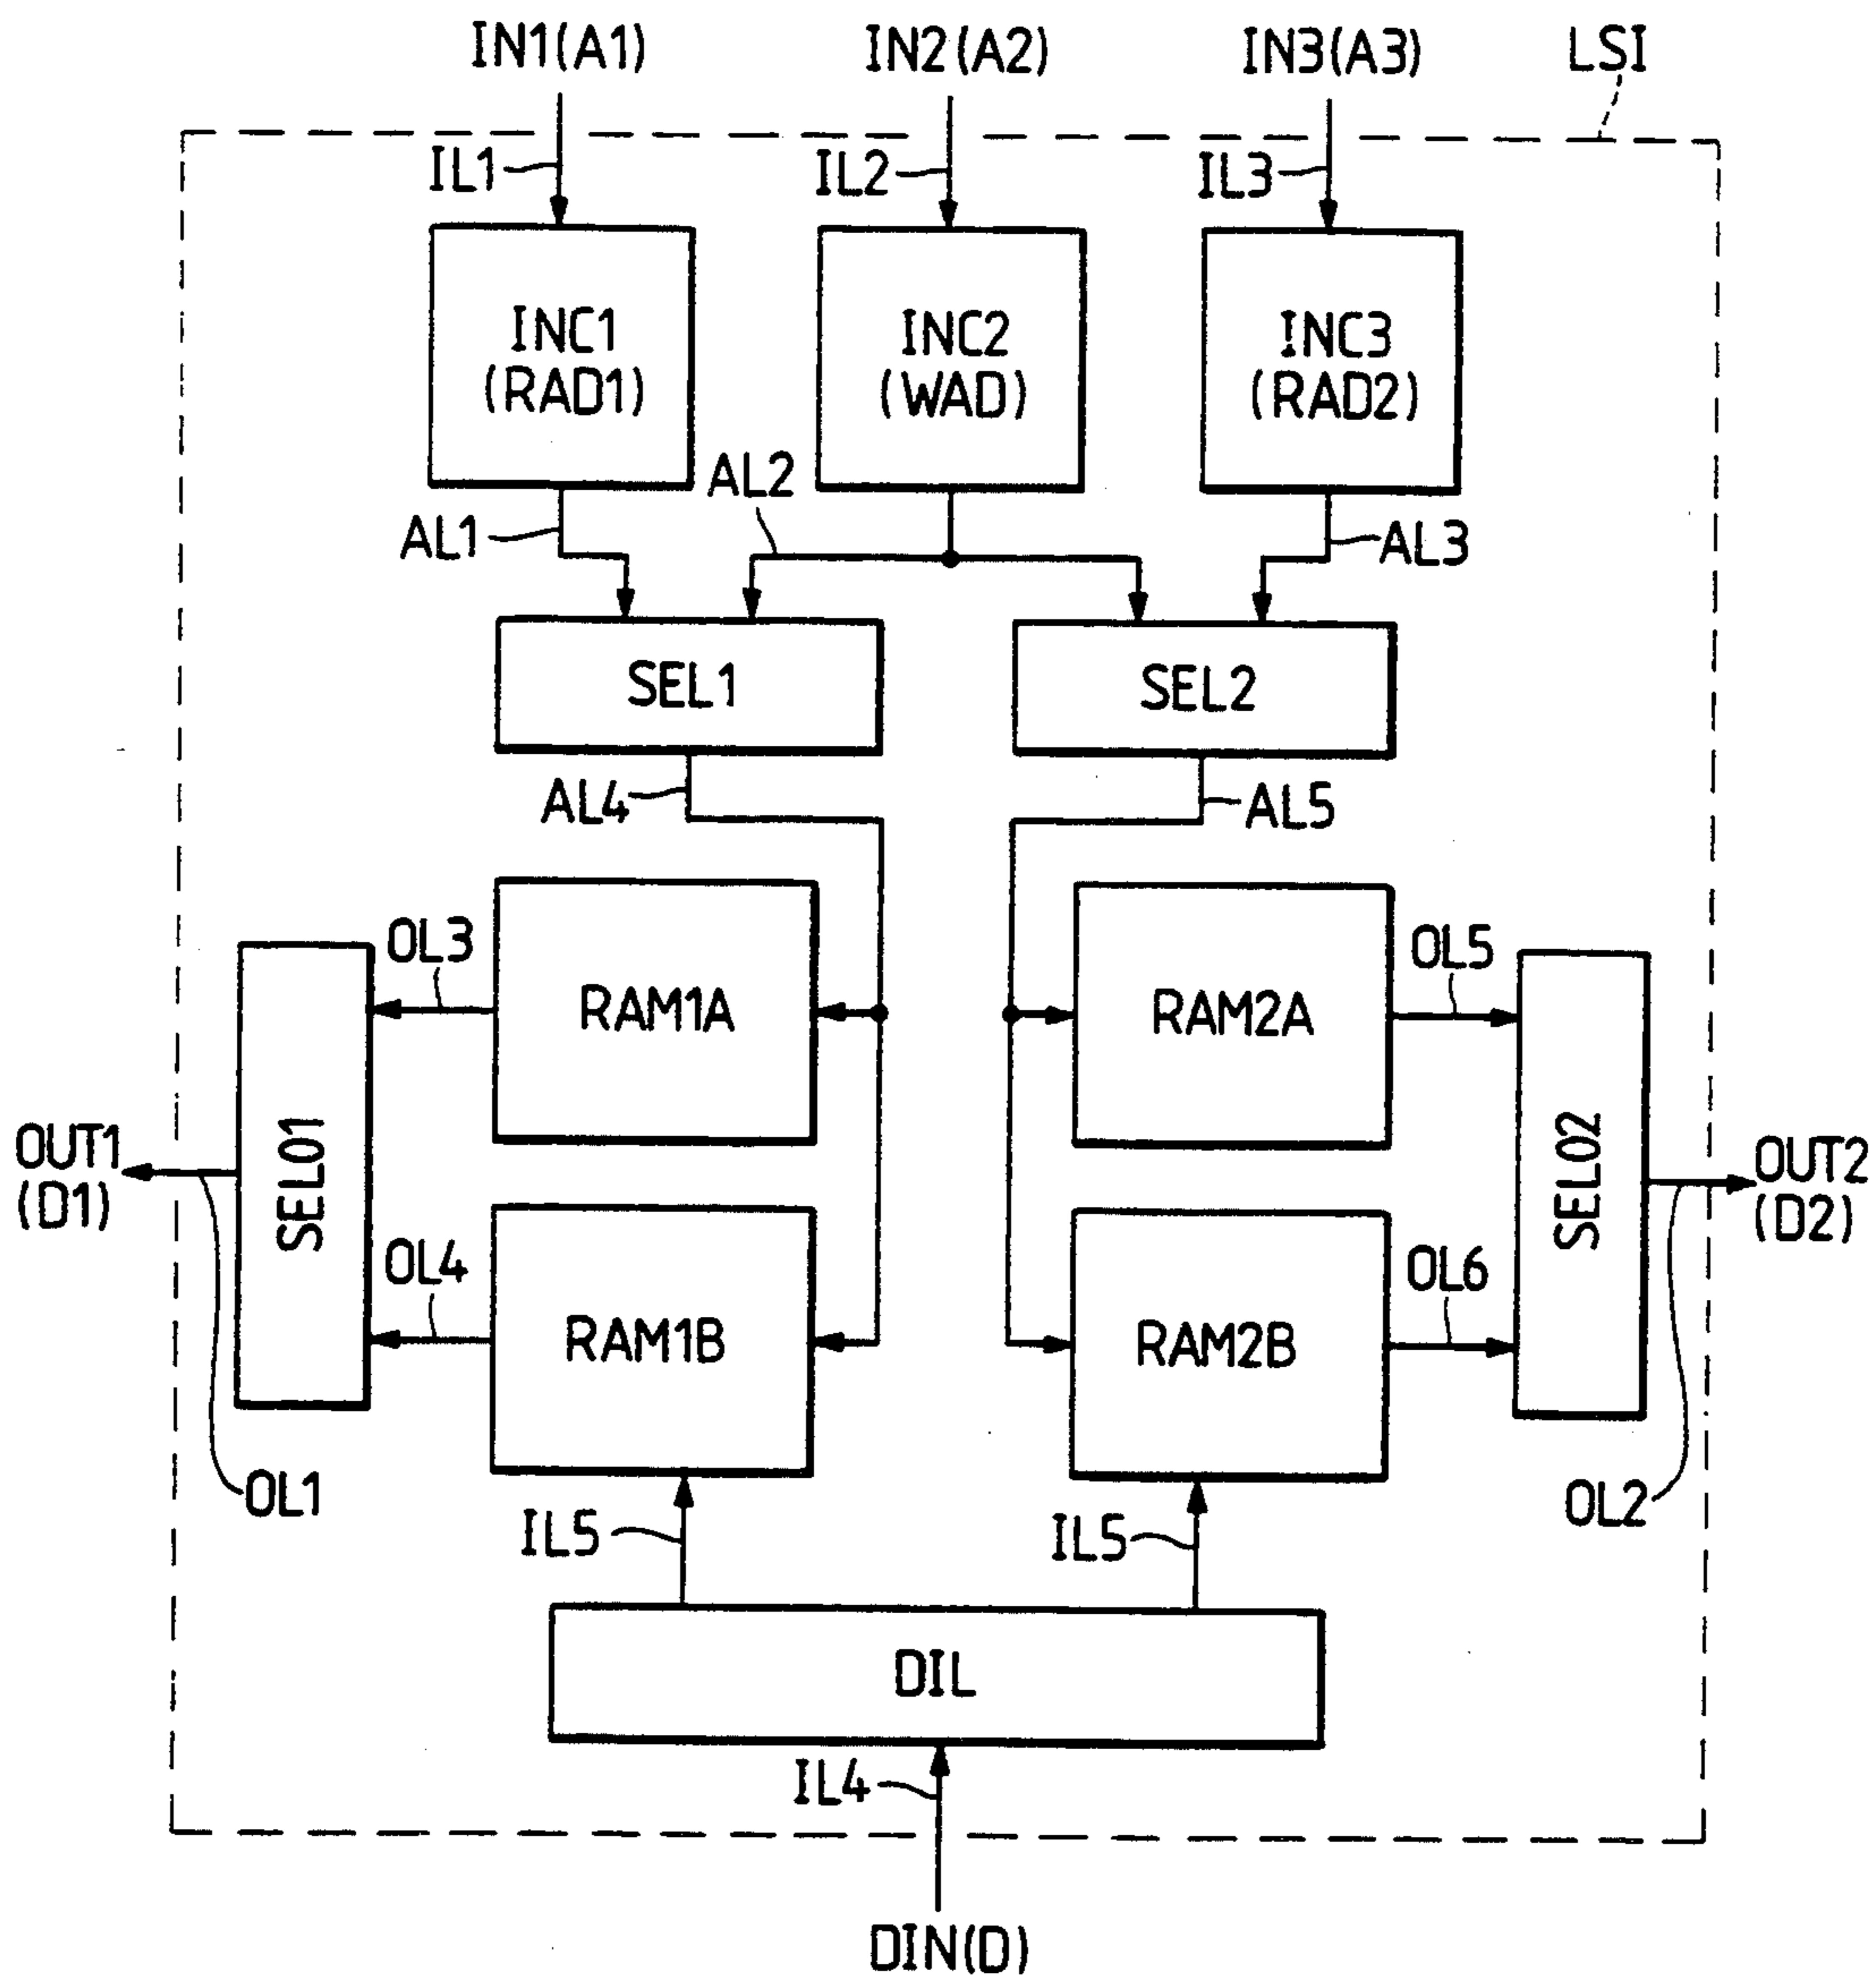 IN1(A1)
IN2(A2)
IN3(A3)
LSI
IL1
IL2
IL3
INC1
(RAD1)
INC2
(WAD)
INC3
(RAD2)
AL1
AL2
AL3
SEL1
SEL2
AL4
AL5
OL3
RAM1A
RAM2A
OL5
OUT1
(D1)
SELO1
SELO2
OUT2
(D2)
OL4
RAM1B
RAM2B
OL6
OL1
IL5
IL5
OL2
DIL
IL4
DIN(D)